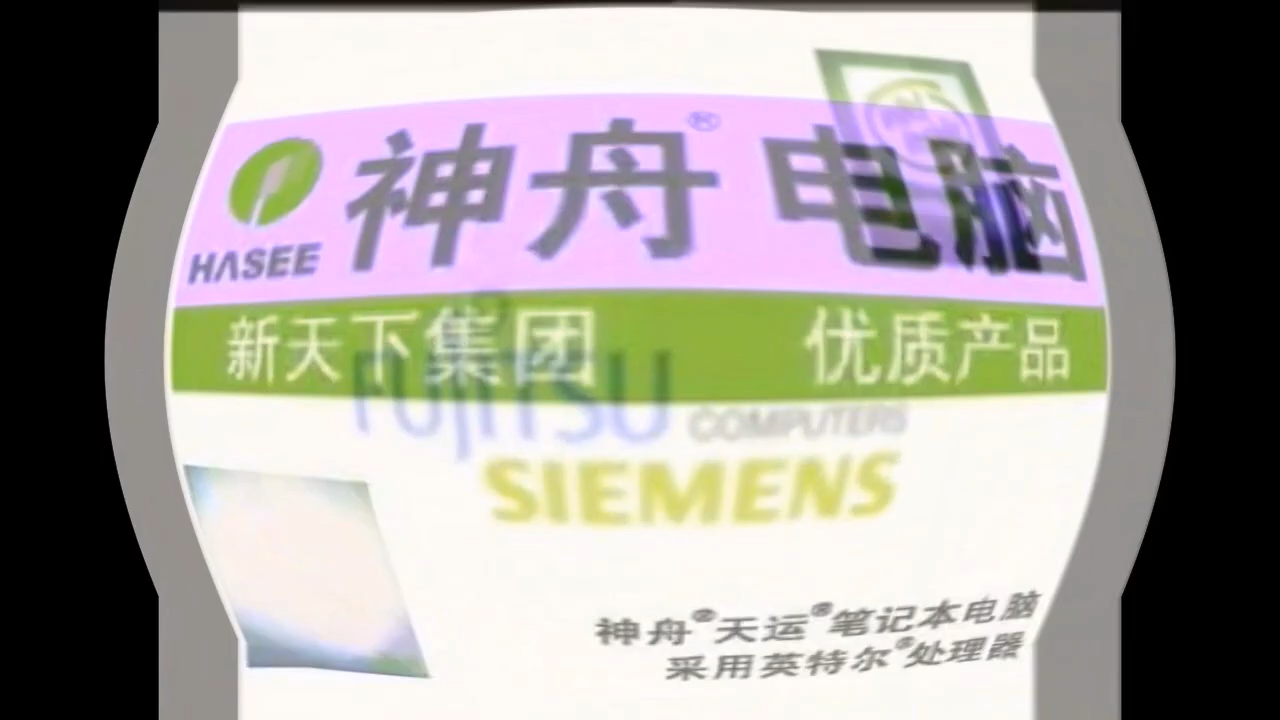 神舟® 电脑
HASEE
新天下集团 优质产品
FUJITSU COMPUTERS
SIEMENS
神舟®天运®笔记本电脑
采用英特尔®处理器